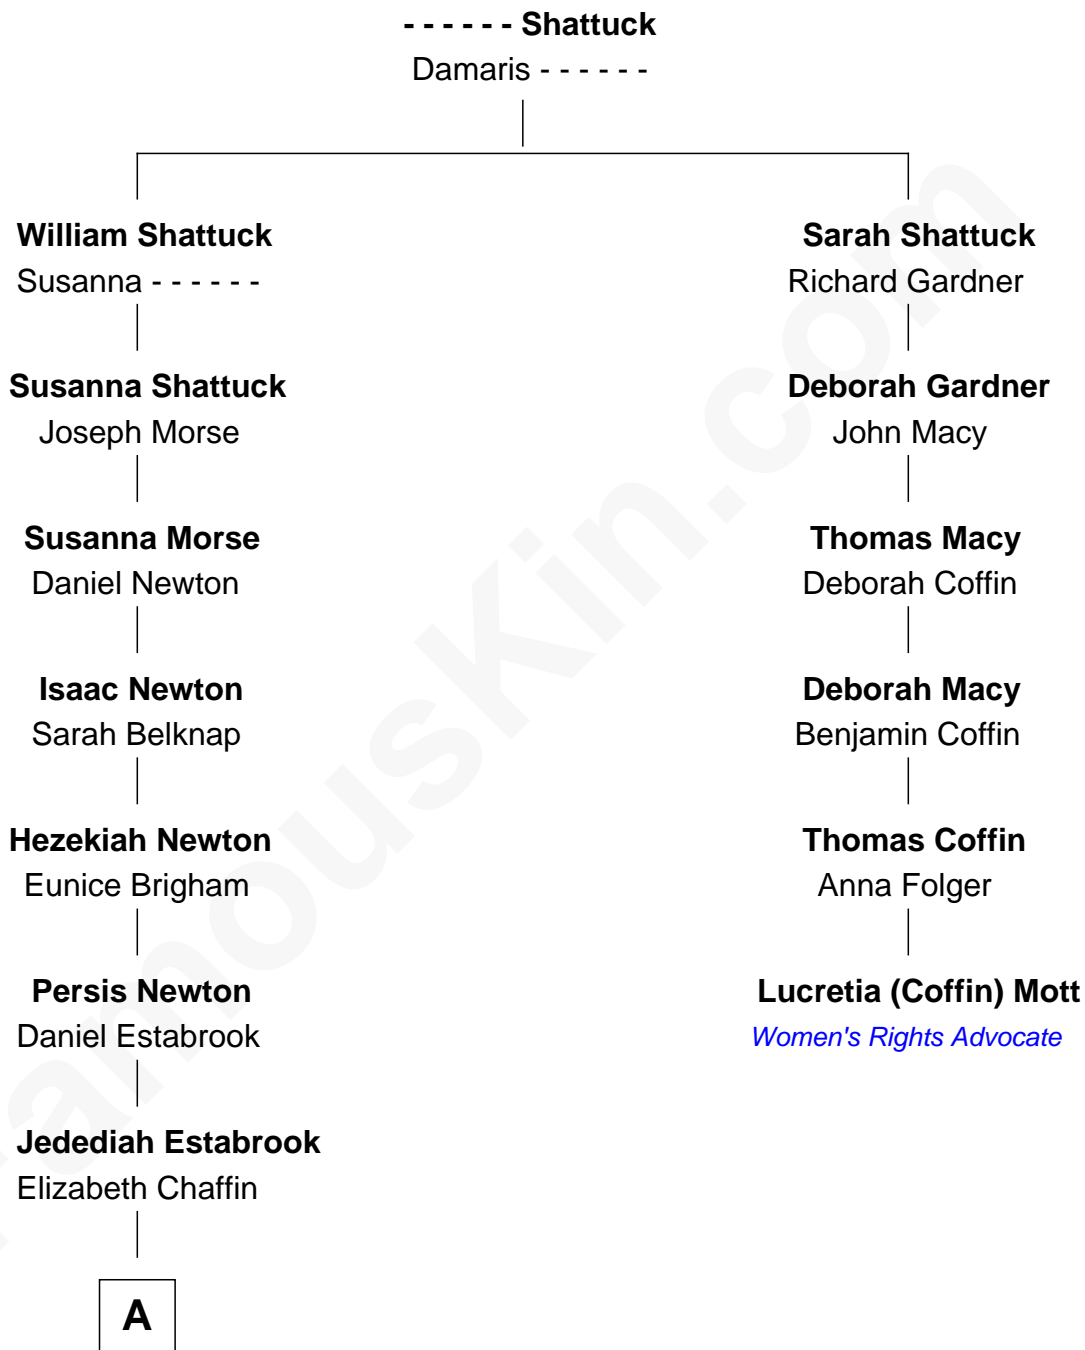 - - - - - - Shattuck
Damaris - - - - - -
William Shattuck
Susanna - - - - - -
Sarah Shattuck
Richard Gardner
Susanna Shattuck
Joseph Morse
Deborah Gardner
John Macy
Susanna Morse
Daniel Newton
Thomas Macy
Deborah Coffin
Isaac Newton
Sarah Belknap
Deborah Macy
Benjamin Coffin
Hezekiah Newton
Eunice Brigham
Thomas Coffin
Anna Folger
Persis Newton
Daniel Estabrook
Lucretia (Coffin) Mott
Women's Rights Advocate
Jedediah Estabrook
Elizabeth Chaffin
A
FamousKin.com